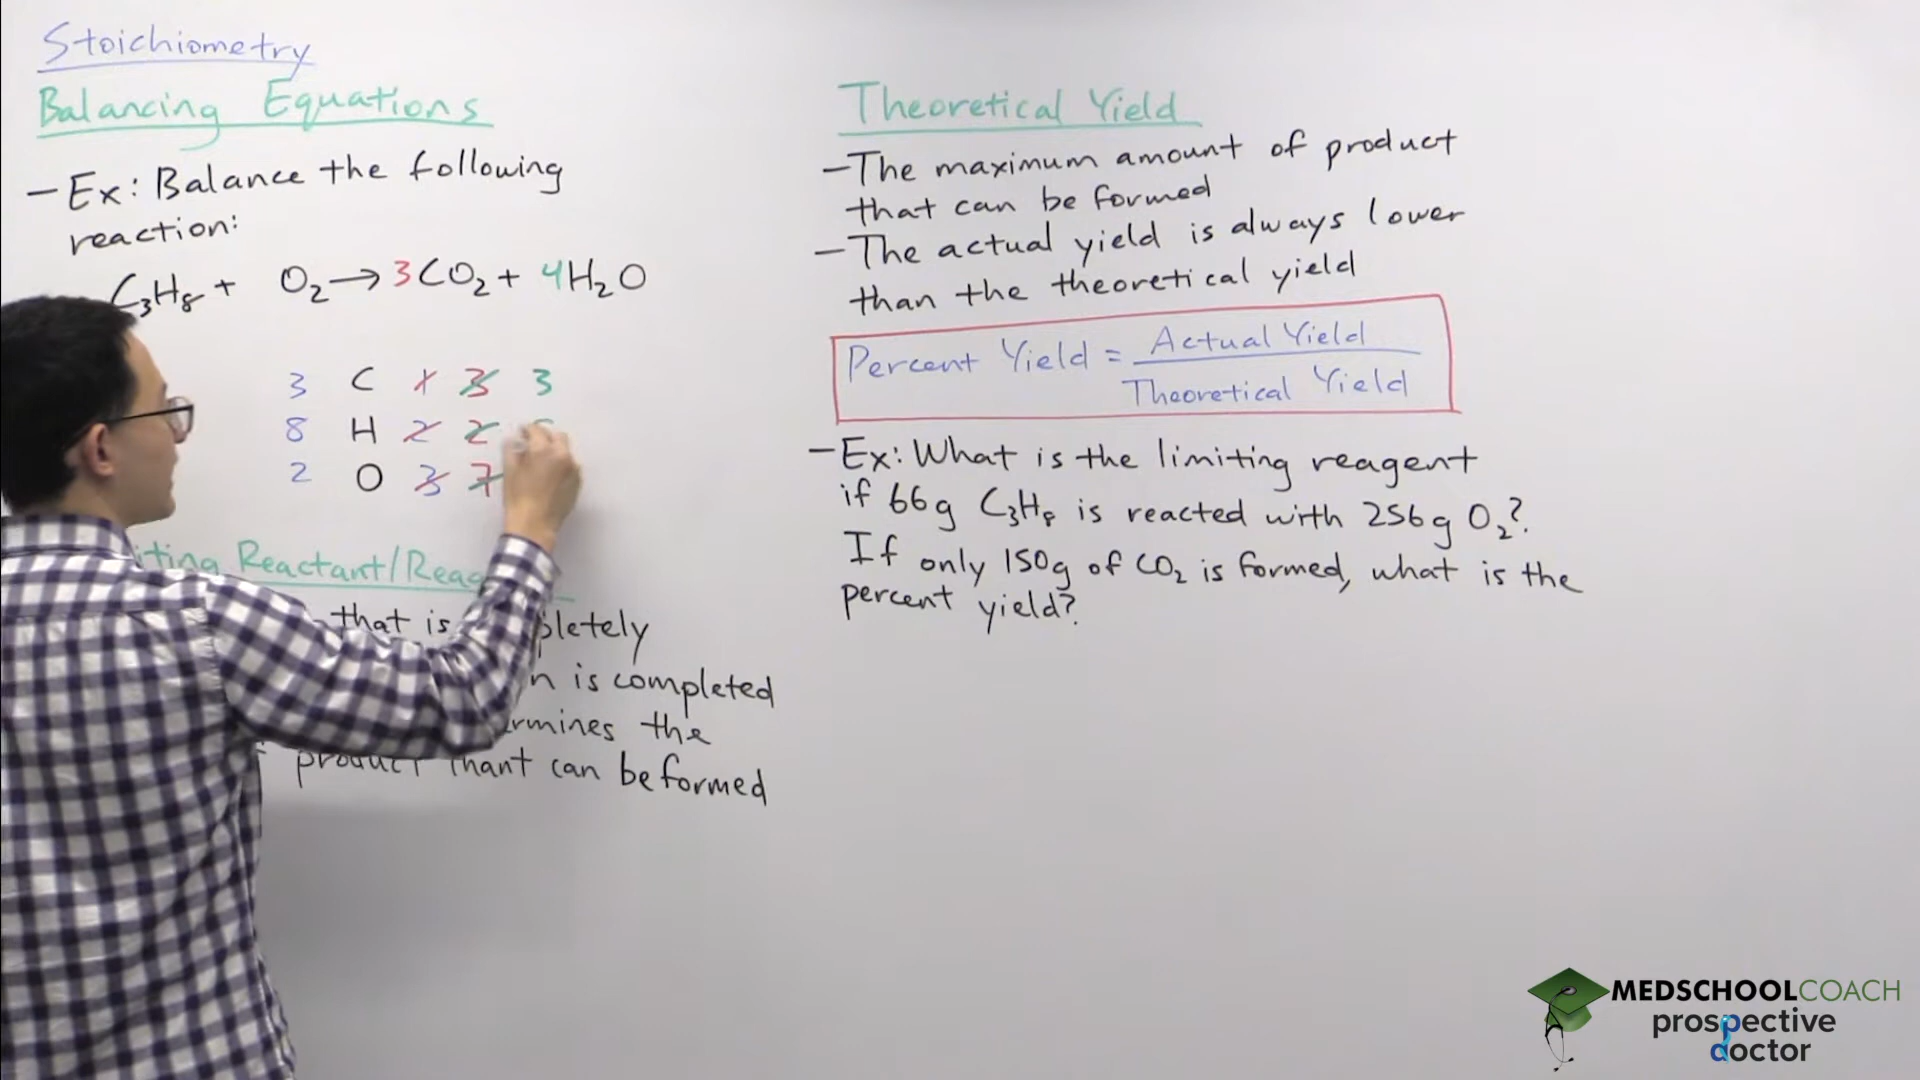 Stoichiometry
Balancing Equations
- Ex: Balance the following
reaction:
C₃H₈ + O₂ → 3CO₂ + 4H₂O
3 C 1 3 3
8 H 2 2
2 O 3 7
Reactant/
that is
n is completed
the
product thant can be formed
Theoretical Yield
- The maximum amount of product
that can be formed
- The actual yield is always lower
than the theoretical yield
Percent Yield = Actual Yield
Theoretical Yield
- Ex: What is the limiting reagent
if 66g C₃H₈ is reacted with 256g O₂?
If only 150g of CO₂ is formed, what is the
percent yield?
MEDSCHOOLCOACH
prospective
doctor